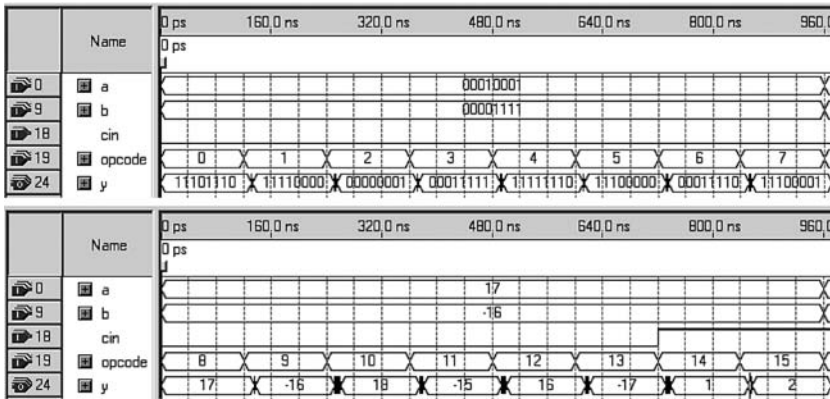 0 ps 160.0 ns 320.0 ns 480.0 ns 640.0 ns 800.0 ns 960.
Name 0 ps
0 a 00010001
9 b 00001111
18 cin
19 opcode 0 1 2 3 4 5 6 7
24 y 11101110 11110000 00000001 00011111 11111110 11100000 00011110 11100001
0 ps 160.0 ns 320.0 ns 480.0 ns 640.0 ns 800.0 ns 960.
Name 0 ps
0 a 17
9 b -16
18 cin
19 opcode 8 9 10 11 12 13 14 15
24 y 17 -16 18 -15 16 -17 1 2